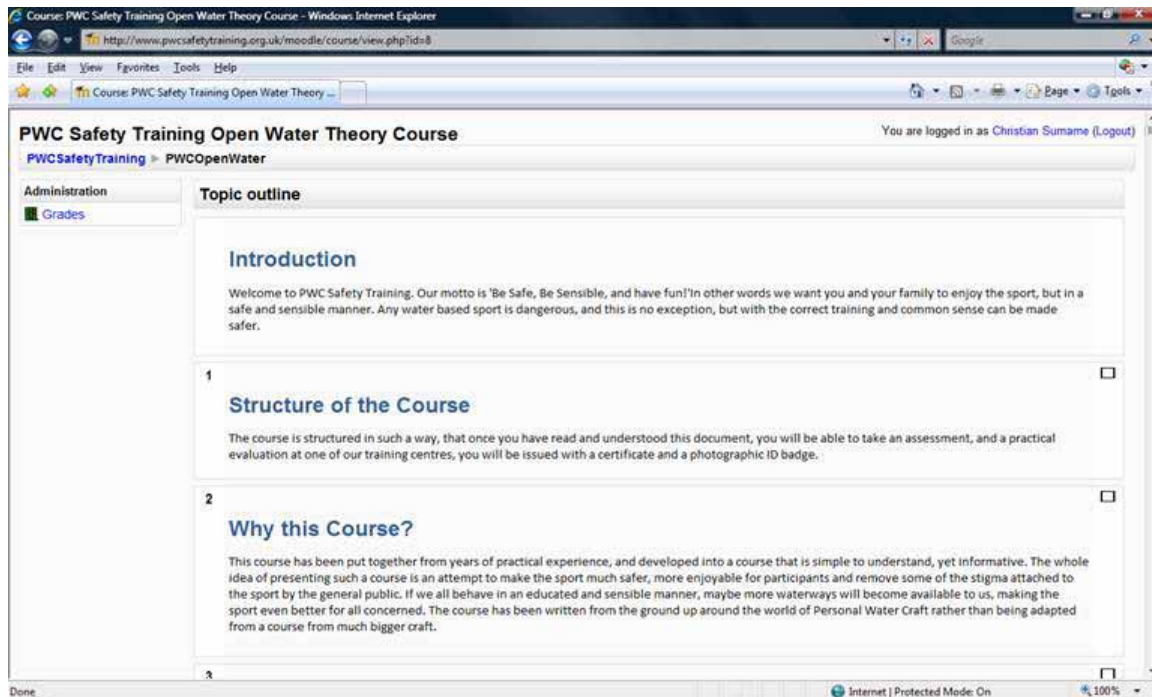 Course: PWC Safety Training Open Water Theory Course - Windows Internet Explorer
http://www.pwcsafetytraining.org.uk/moodle/course/view.php?id=8
Google
File Edit View Favorites Tools Help
Course: PWC Safety Training Open Water Theory ...
Page Tools
PWC Safety Training Open Water Theory Course
You are logged in as Christian Surname (Logout)
PWCSafetyTraining ► PWCOpenWater
Administration
Grades
Topic outline
Introduction
Welcome to PWC Safety Training. Our motto is 'Be Safe, Be Sensible, and have fun!'In other words we want you and your family to enjoy the sport, but in a
safe and sensible manner. Any water based sport is dangerous, and this is no exception, but with the correct training and common sense can be made
safer.
1
Structure of the Course
The course is structured in such a way, that once you have read and understood this document, you will be able to take an assessment, and a practical
evaluation at one of our training centres, you will be issued with a certificate and a photographic ID badge.
2
Why this Course?
This course has been put together from years of practical experience, and developed into a course that is simple to understand, yet informative. The whole
idea of presenting such a course is an attempt to make the sport much safer, more enjoyable for participants and remove some of the stigma attached to
the sport by the general public. If we all behave in an educated and sensible manner, maybe more waterways will become available to us, making the
sport even better for all concerned. The course has been written from the ground up around the world of Personal Water Craft rather than being adapted
from a course from much bigger craft.
3
Done
Internet | Protected Mode: On
100%